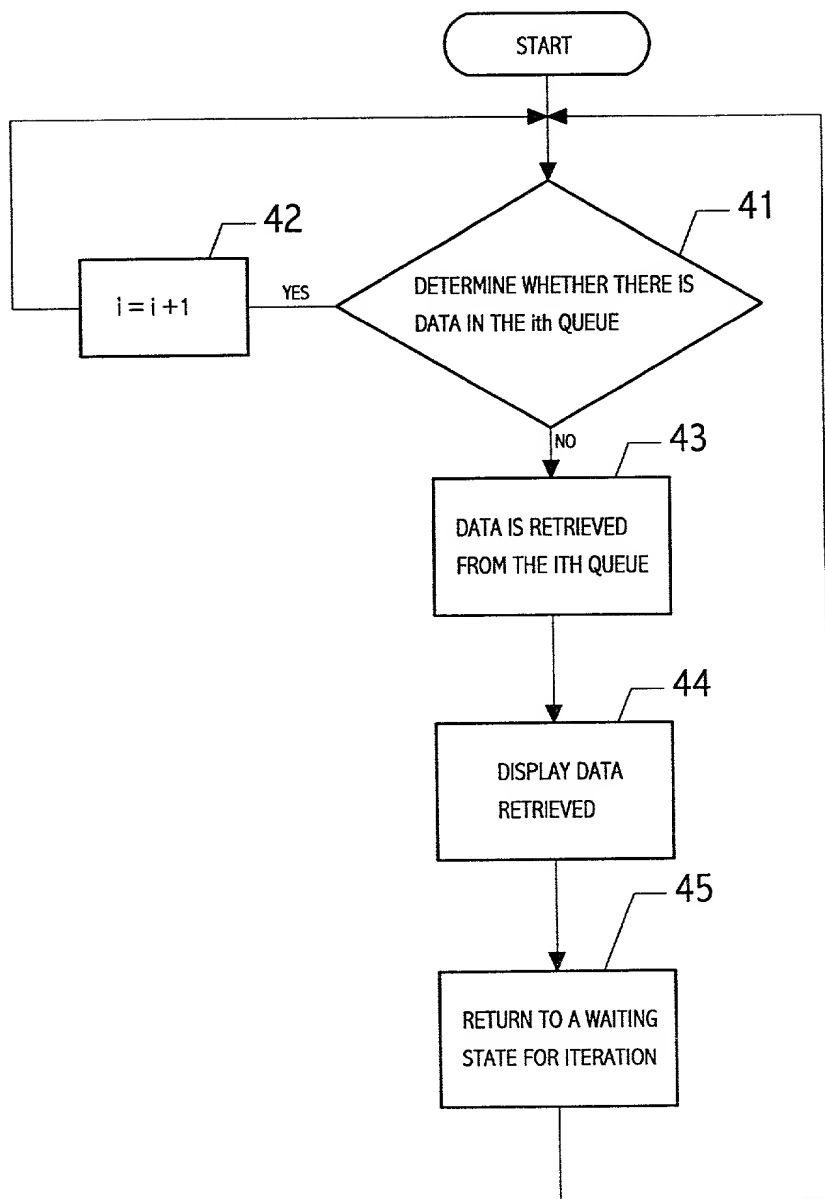 START
41
DETERMINE WHETHER THERE IS
DATA IN THE ith QUEUE
42
i = i +1
YES
NO
43
DATA IS RETRIEVED
FROM THE ITH QUEUE
44
DISPLAY DATA
RETRIEVED
45
RETURN TO A WAITING
STATE FOR ITERATION